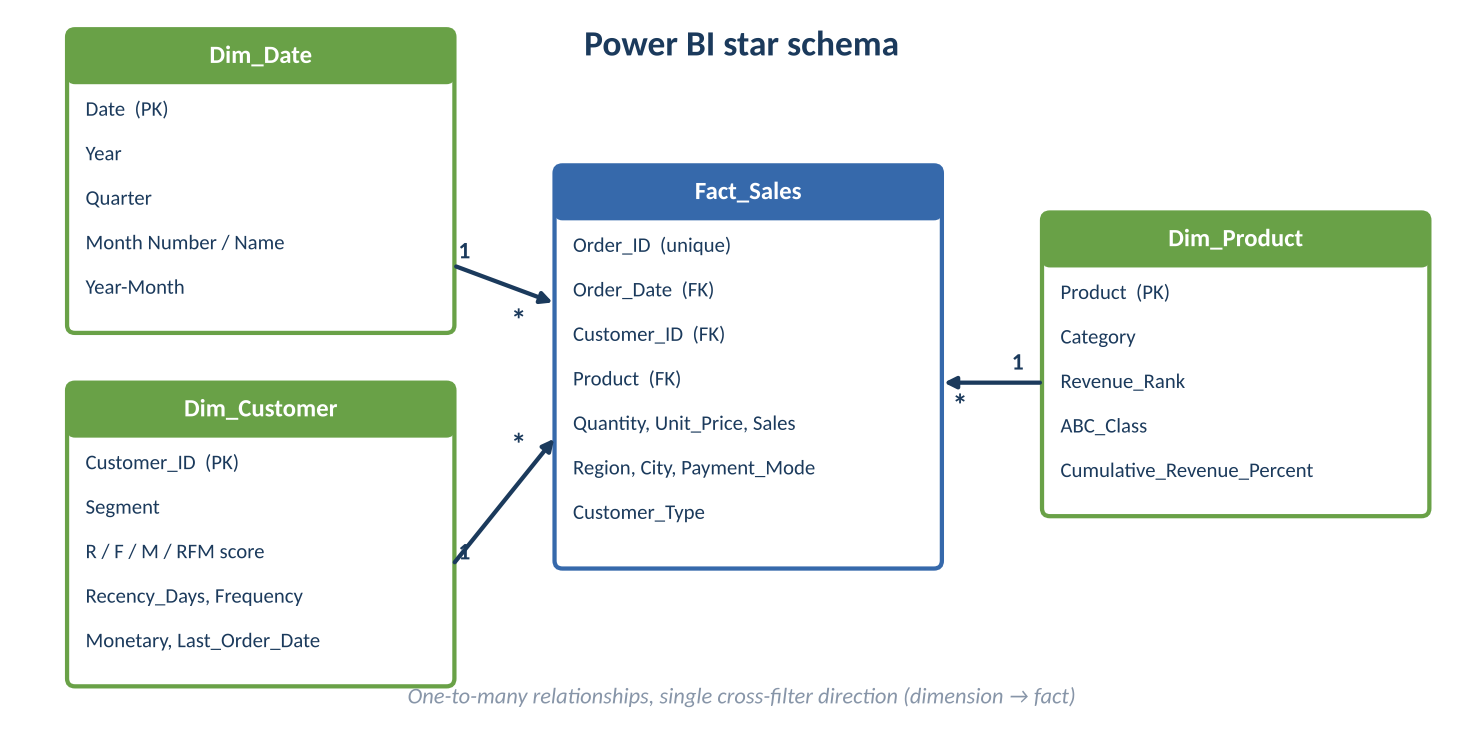 Power BI star schema
Dim_Date
Date (PK)
Year
Quarter
Month Number / Name
Year-Month
1
*
Dim_Customer
Customer_ID (PK)
Segment
R / F / M / RFM score
Recency_Days, Frequency
Monetary, Last_Order_Date
1
*
Fact_Sales
Order_ID (unique)
Order_Date (FK)
Customer_ID (FK)
Product (FK)
Quantity, Unit_Price, Sales
Region, City, Payment_Mode
Customer_Type
1
*
Dim_Product
Product (PK)
Category
Revenue_Rank
ABC_Class
Cumulative_Revenue_Percent
One-to-many relationships, single cross-filter direction (dimension → fact)